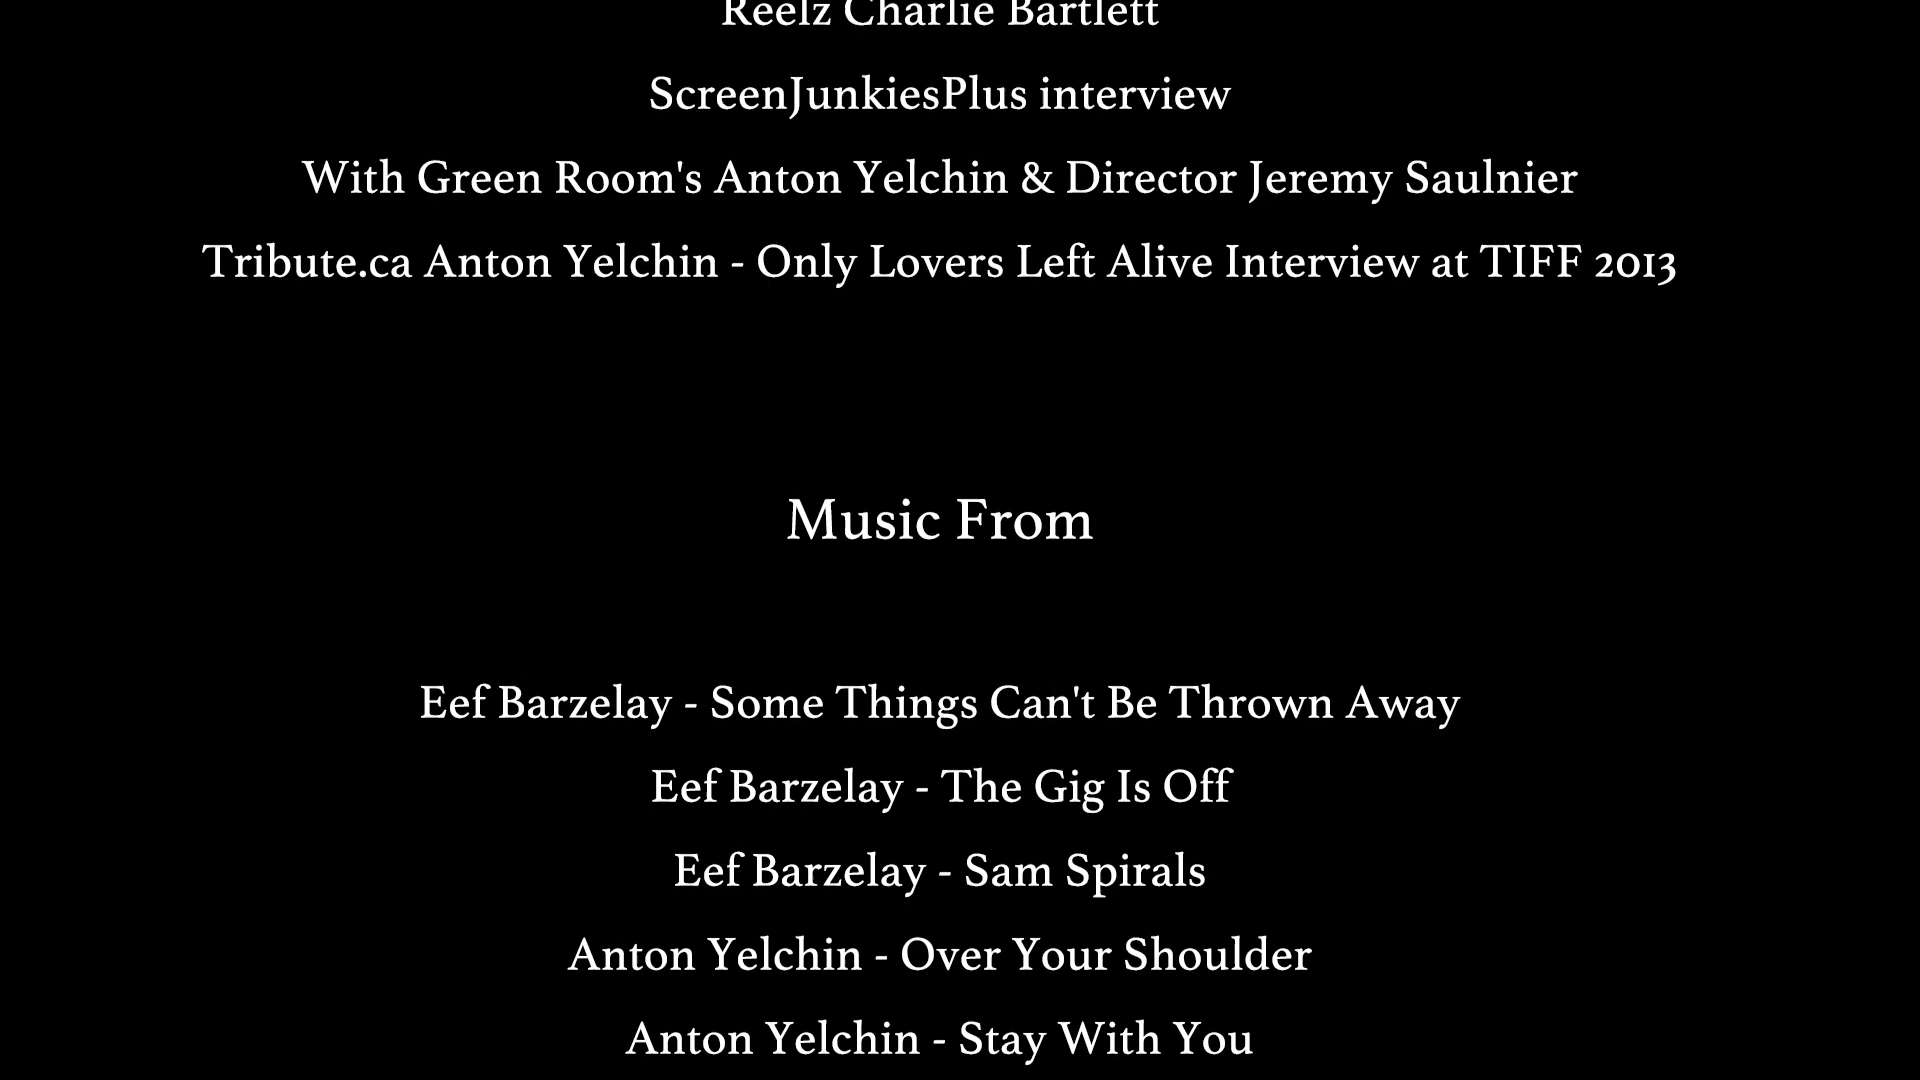 Reelz Charlie Bartlett
ScreenJunkiesPlus interview
With Green Room's Anton Yelchin & Director Jeremy Saulnier
Tribute.ca Anton Yelchin - Only Lovers Left Alive Interview at TIFF 2013
Music From
Eef Barzelay - Some Things Can't Be Thrown Away
Eef Barzelay - The Gig Is Off
Eef Barzelay - Sam Spirals
Anton Yelchin - Over Your Shoulder
Anton Yelchin - Stay With You